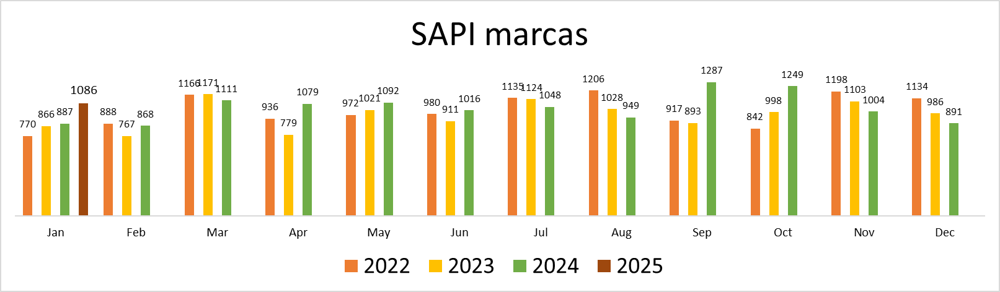 SAPI marcas
770 866 887 1086 888 767 868 1166 1171 1111 936 779 1079 972 1021 1092 980 911 1016 1135 1124 1048 1206 1028 949 917 893 1287 842 998 1249 1198 1103 1004 1134 986 891
Jan Feb Mar Apr May Jun Jul Aug Sep Oct Nov Dec
2022 2023 2024 2025